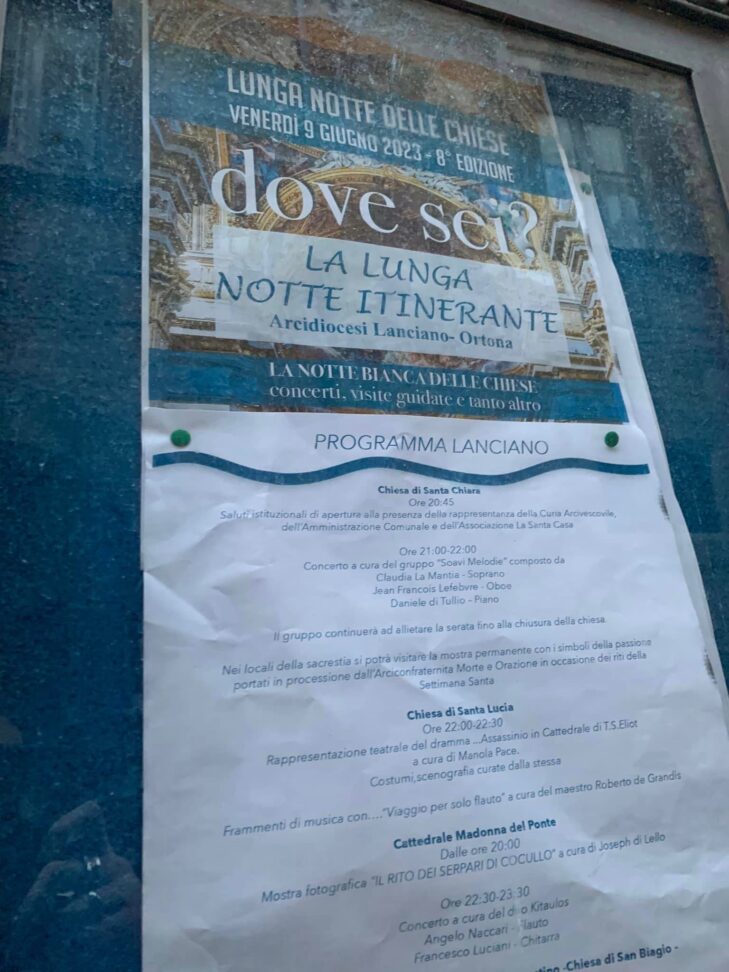 LUNGA NOTTE DELLE CHIESE
VENERDÌ 9 GIUGNO 2023 - 8° EDIZIONE
dove sei?
LA LUNGA
NOTTE ITINERANTE
Arcidiocesi Lanciano- Ortona
LA NOTTE BIANCA DELLE CHIESE
concerti, visite guidate e tanto altro
PROGRAMMA LANCIANO
Chiesa di Santa Chiara
Ore 20:45
Saluti istituzionali di apertura alla presenza della rappresentanza della Curia Arcivescovile,
dell'Amministrazione Comunale e dell'Associazione La Santa Casa
Ore 21:00-22:00
Concerto a cura del gruppo "Soavi Melodie" composto da
Claudia La Mantia - Soprano
Jean Francois Lefebvre - Oboe
Daniele di Tullio - Piano
Il gruppo continuerà ad allietare la serata fino alla chiusura della chiesa.
Nei locali della sacrestia si potrà visitare la mostra permanente con i simboli della passione
portati in processione dall'Arciconfraternita Morte e Orazione in occasione dei riti della
Settimana Santa
Chiesa di Santa Lucia
Ore 22:00-22:30
Rappresentazione teatrale del dramma ...Assassinio in Cattedrale di T.S.Eliot
a cura di Manola Pace.
Costumi,scenografia curate dalla stessa
Frammenti di musica con...."Viaggio per solo flauto" a cura del maestro Roberto de Grandis
Cattedrale Madonna del Ponte
Dalle ore 20:00
Mostra fotografica "IL RITO DEI SERPARI DI COCULLO" a cura di Joseph di Lello
Ore 22:30-23:30
Concerto a cura del duo Kitaulos
Angelo Naccari - Flauto
Francesco Luciani - Chitarra
-Chiesa di San Biagio -